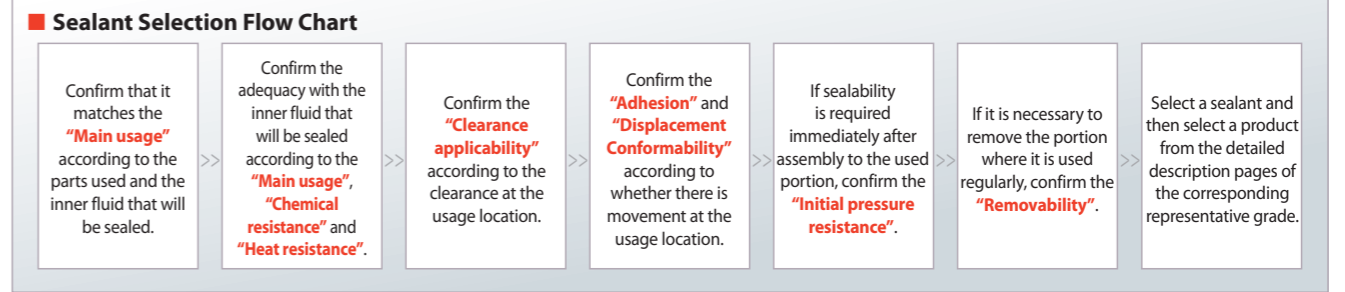 Sealant Selection Flow Chart
Confirm that it
matches the
“Main usage”
according to the
parts used and the
inner fluid that will
be sealed.
>>
Confirm the
adequacy with the
inner fluid that
will be sealed
according to the
“Main usage”,
“Chemical
resistance” and
“Heat resistance”.
>>
Confirm the
“Clearance
applicability”
according to the
clearance at the
usage location.
>>
Confirm the
“Adhesion” and
“Displacement
Conformability”
according to
whether there is
movement at the
usage location.
>>
If sealability
is required
immediately after
assembly to the used
portion, confirm the
“Initial pressure
resistance”.
>>
If it is necessary to
remove the portion
where it is used
regularly, confirm the
“Removability”.
>>
Select a sealant and
then select a product
from the detailed
description pages of
the corresponding
representative grade.